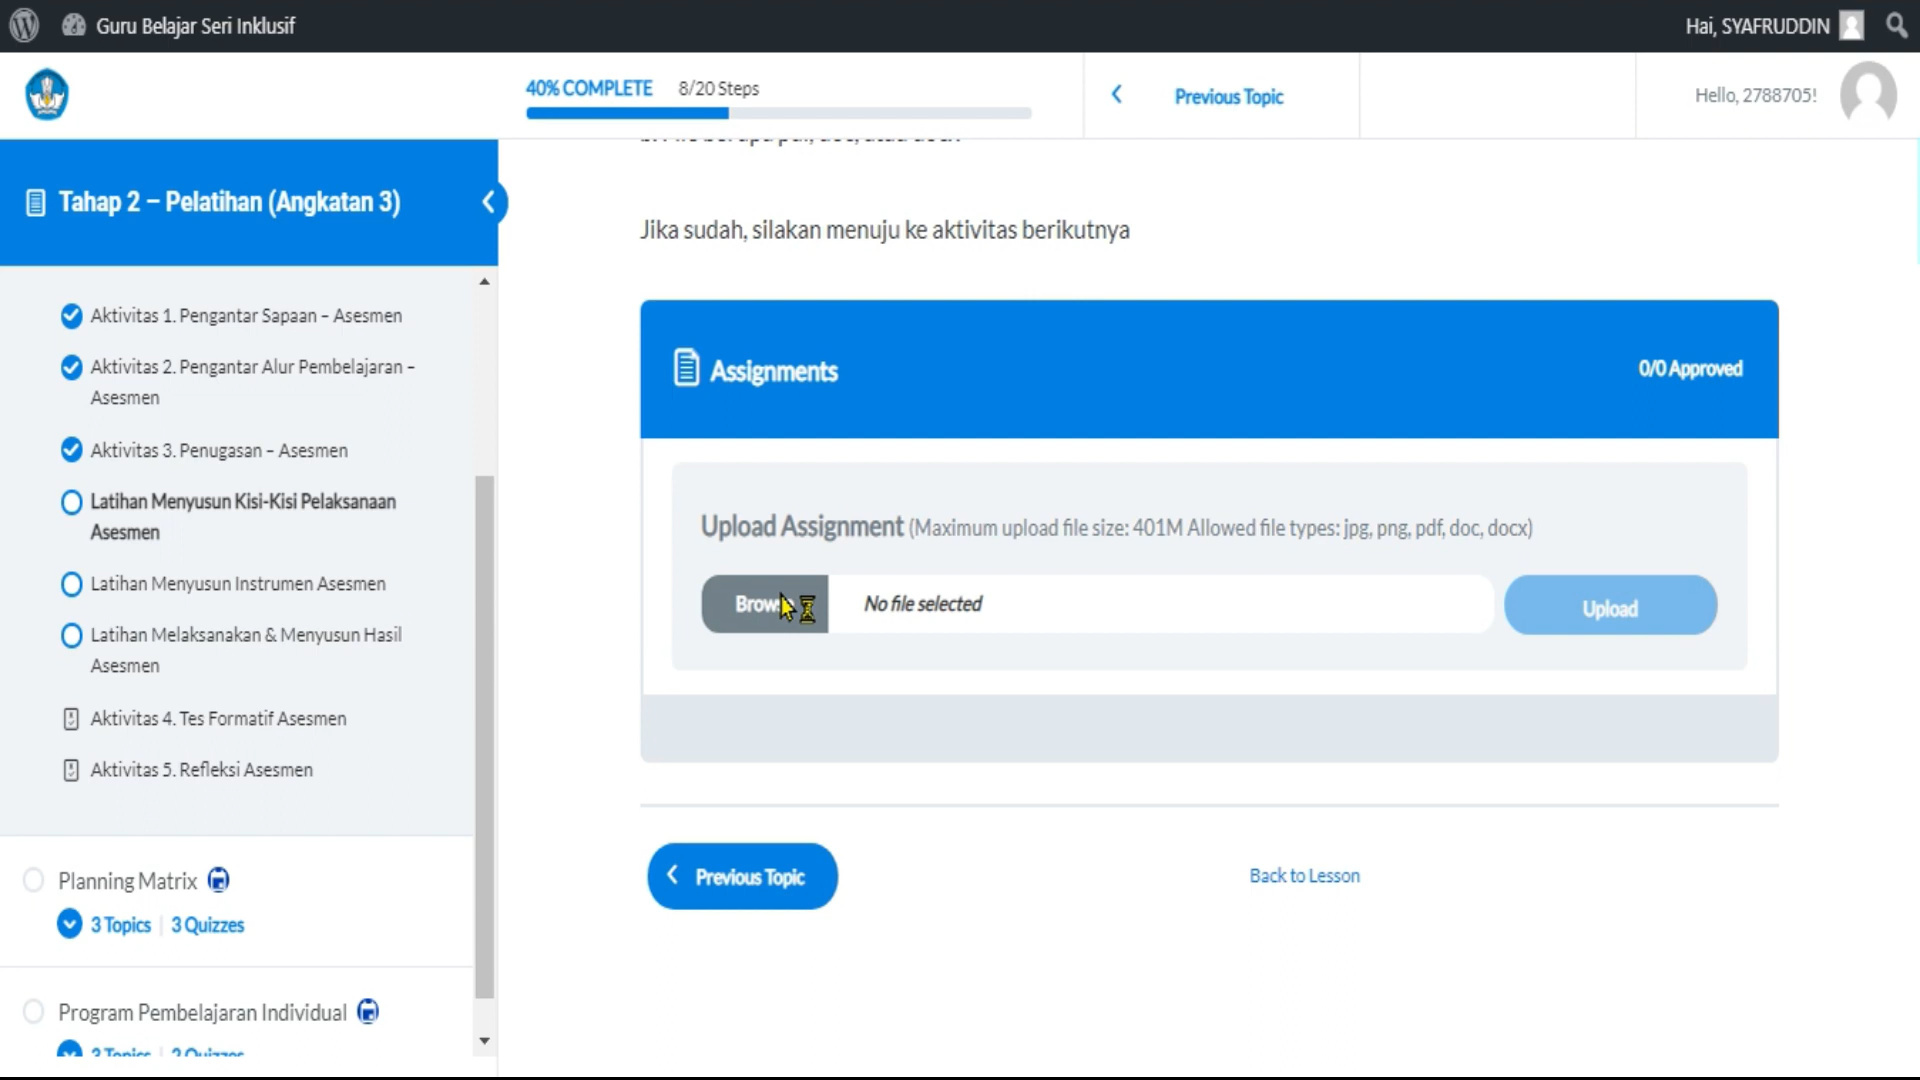 Guru Belajar Seri Inklusif
Hai, SYAFRUDDIN
40% COMPLETE 8/20 Steps
Previous Topic
Hello, 2788705!
Tahap 2 – Pelatihan (Angkatan 3)
Aktivitas 1. Pengantar Sapaan – Asesmen
Aktivitas 2. Pengantar Alur Pembelajaran –
Asesmen
Aktivitas 3. Penugasan – Asesmen
Latihan Menyusun Kisi-Kisi Pelaksanaan
Asesmen
Latihan Menyusun Instrumen Asesmen
Latihan Melaksanakan & Menyusun Hasil
Asesmen
Aktivitas 4. Tes Formatif Asesmen
Aktivitas 5. Refleksi Asesmen
Planning Matrix
3 Topics | 3 Quizzes
Program Pembelajaran Individual
3 Topics | 2 Quizzes
Jika sudah, silakan menuju ke aktivitas berikutnya
Assignments
0/0 Approved
Upload Assignment (Maximum upload file size: 401M Allowed file types: jpg, png, pdf, doc, docx)
Browse
No file selected
Upload
Previous Topic
Back to Lesson